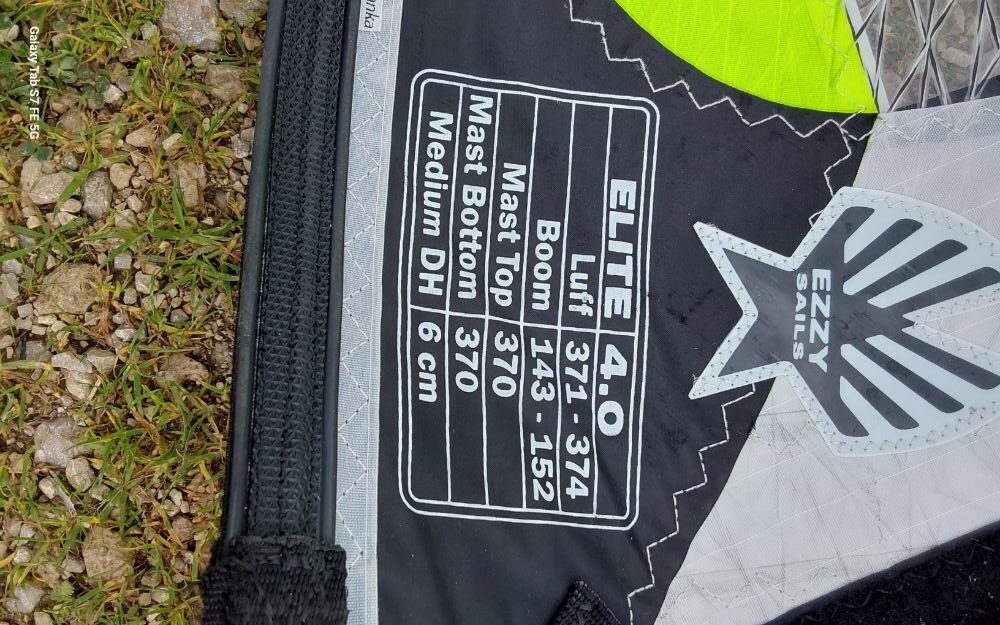 ELITE 4.0
Luff 371 - 374
Boom 143 - 152
Mast Top 370
Mast Bottom 370
Medium DH 6 cm
EZZY
SAILS
Galaxy Tab S7 FE 5G